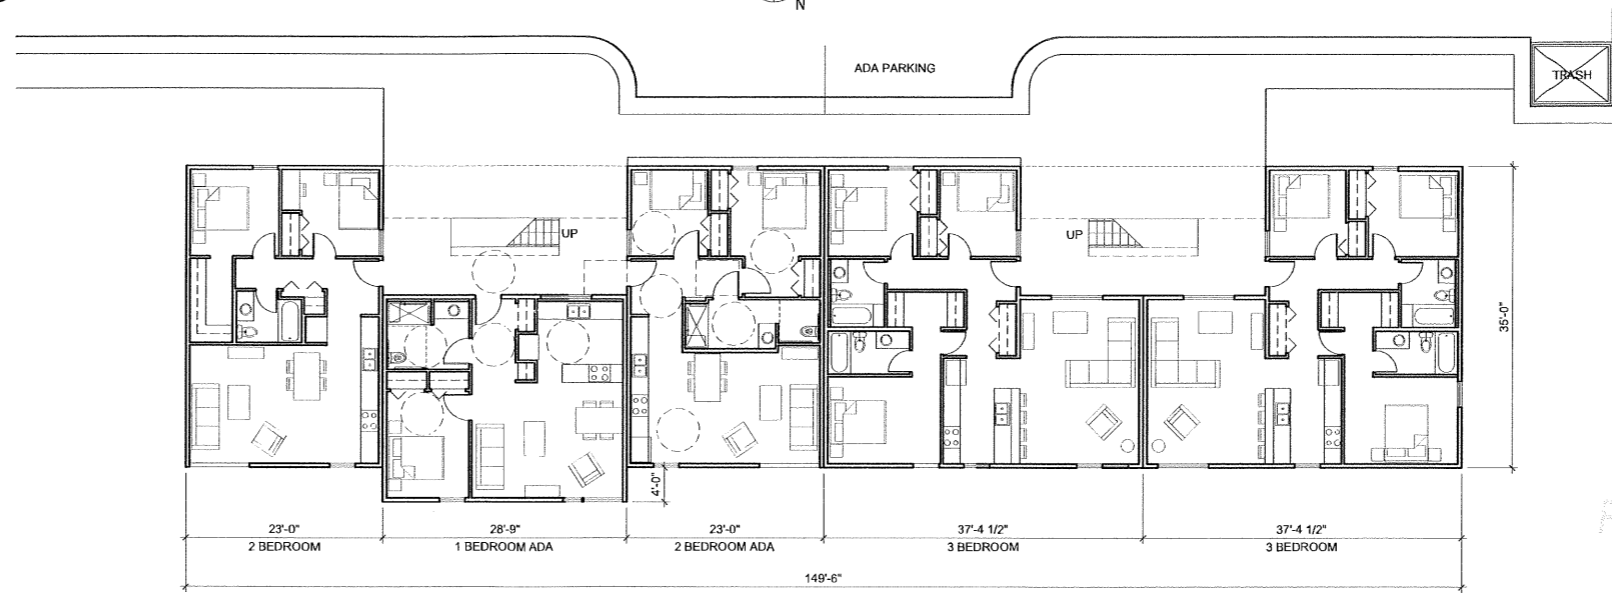 N
ADA PARKING
TRASH
UP
UP
35'-0"
4'-0"
23'-0"
28'-9"
23'-0"
37'-4 1/2"
37'-4 1/2"
2 BEDROOM
1 BEDROOM ADA
2 BEDROOM ADA
3 BEDROOM
3 BEDROOM
149'-6"